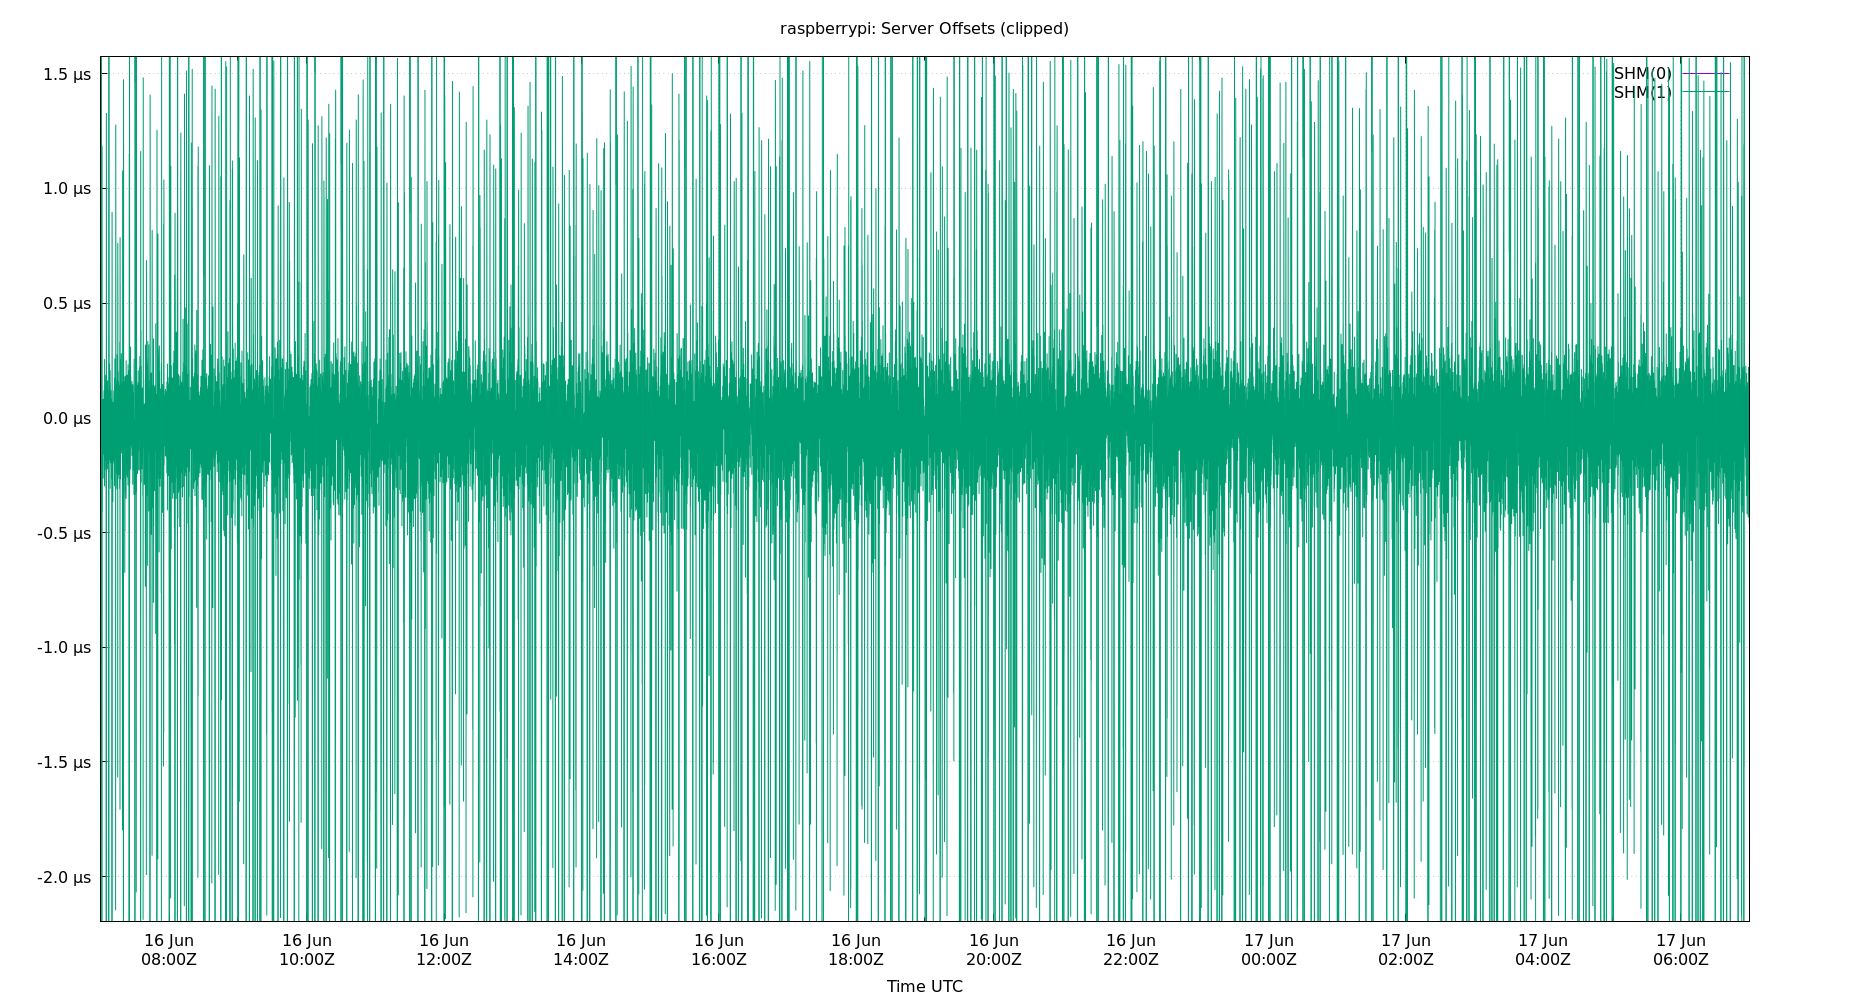 raspberrypi: Server Offsets (clipped)
1.5 µs
1.0 µs
0.5 µs
0.0 µs
-0.5 µs
-1.0 µs
-1.5 µs
-2.0 µs
SHM(0)
SHM(1)
16 Jun 16 Jun 16 Jun 16 Jun 16 Jun 16 Jun 16 Jun 16 Jun 17 Jun 17 Jun 17 Jun 17 Jun
08:00Z 10:00Z 12:00Z 14:00Z 16:00Z 18:00Z 20:00Z 22:00Z 00:00Z 02:00Z 04:00Z 06:00Z
Time UTC